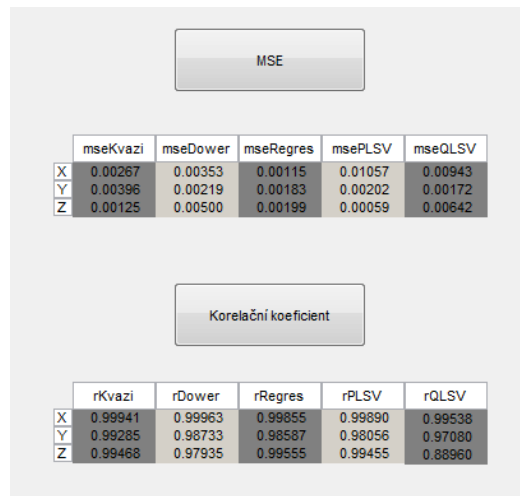 MSE
mseKvazi mseDower mseRegres msePLSV mseQLSV
X 0.00267 0.00353 0.00115 0.01057 0.00943
Y 0.00396 0.00219 0.00183 0.00202 0.00172
Z 0.00125 0.00500 0.00199 0.00059 0.00642
Korelační koeficient
rKvazi rDower rRegres rPLSV rQLSV
X 0.99941 0.99963 0.99855 0.99890 0.99538
Y 0.99285 0.98733 0.98587 0.98056 0.97080
Z 0.99468 0.97935 0.99555 0.99455 0.88960